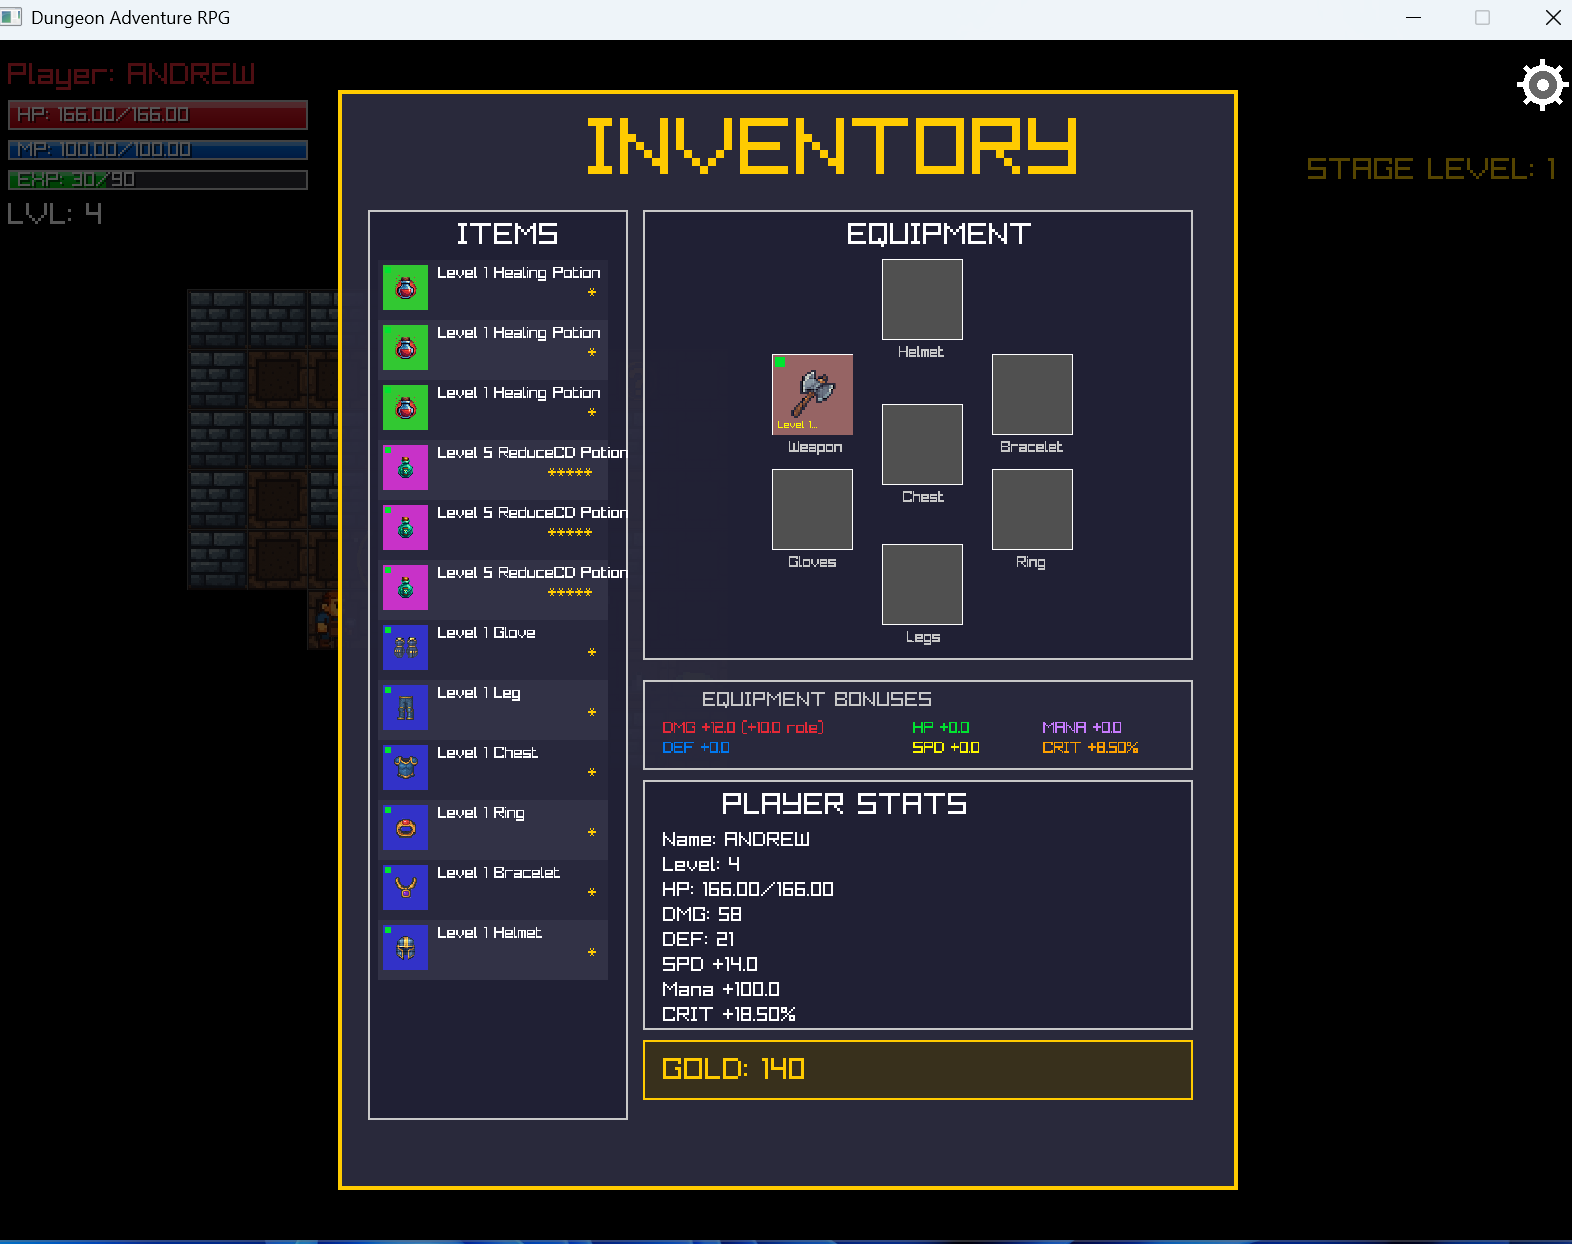 Dungeon Adventure RPG
Player: ANDREW
HP: 166.00/166.00
MP: 100.00/100.00
EXP: 30/90
LVL: 4
STAGE LEVEL: 1
INVENTORY
ITEMS
Level 1 Healing Potion
*
Level 1 Healing Potion
*
Level 1 Healing Potion
*
Level 5 ReduceCD Potion
*****
Level 5 ReduceCD Potion
*****
Level 5 ReduceCD Potion
*****
Level 1 Glove
*
Level 1 Leg
*
Level 1 Chest
*
Level 1 Ring
*
Level 1 Bracelet
*
Level 1 Helmet
*
EQUIPMENT
Helmet
Level 1...
Weapon
Bracelet
Chest
Gloves
Ring
Legs
EQUIPMENT BONUSES
DMG +12.0 (+10.0 role) HP +0.0 MANA +0.0
DEF +0.0 SPD +0.0 CRIT +8.50%
PLAYER STATS
Name: ANDREW
Level: 4
HP: 166.00/166.00
DMG: 58
DEF: 21
SPD +14.0
Mana +100.0
CRIT +18.50%
GOLD: 140